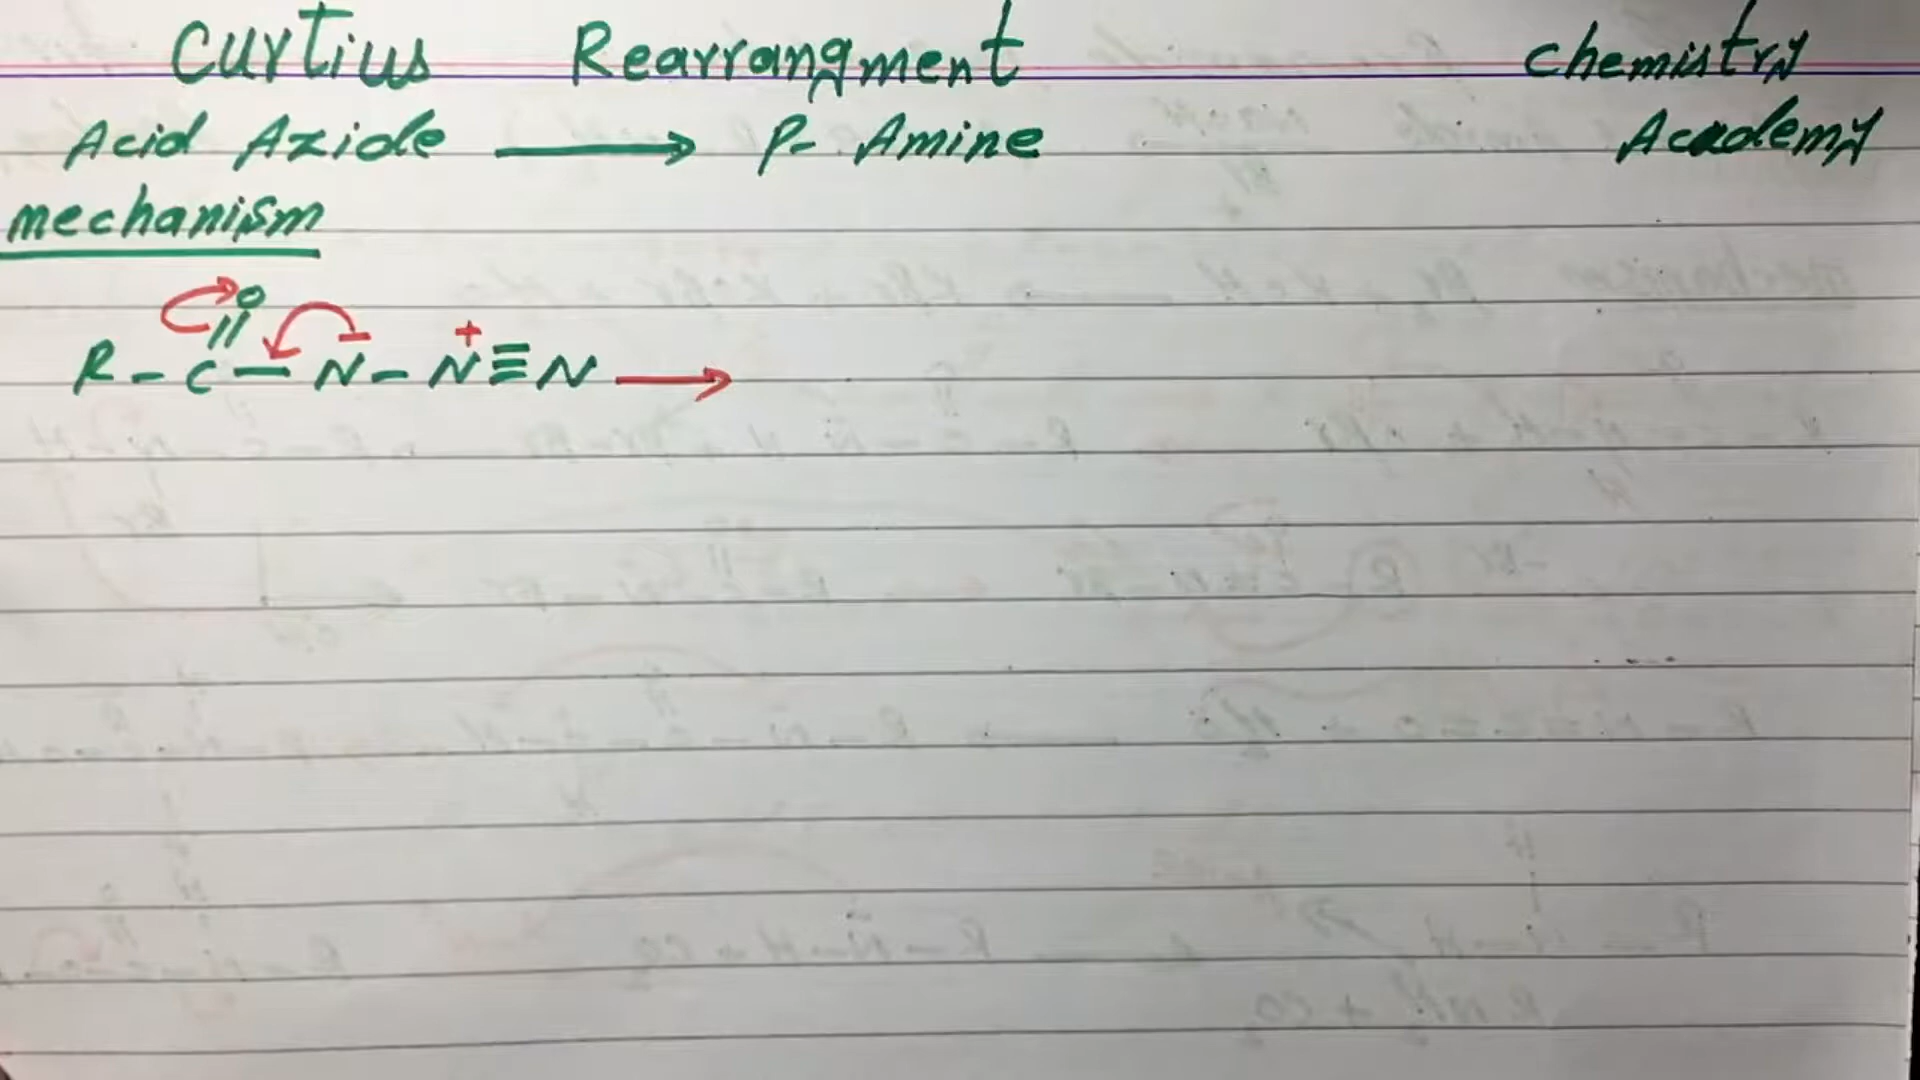 Curtius Rearrangment
Chemistry Academy
Acid Azide → P- Amine
mechanism
O
R - C — N⁻ - N⁺ ≡ N →